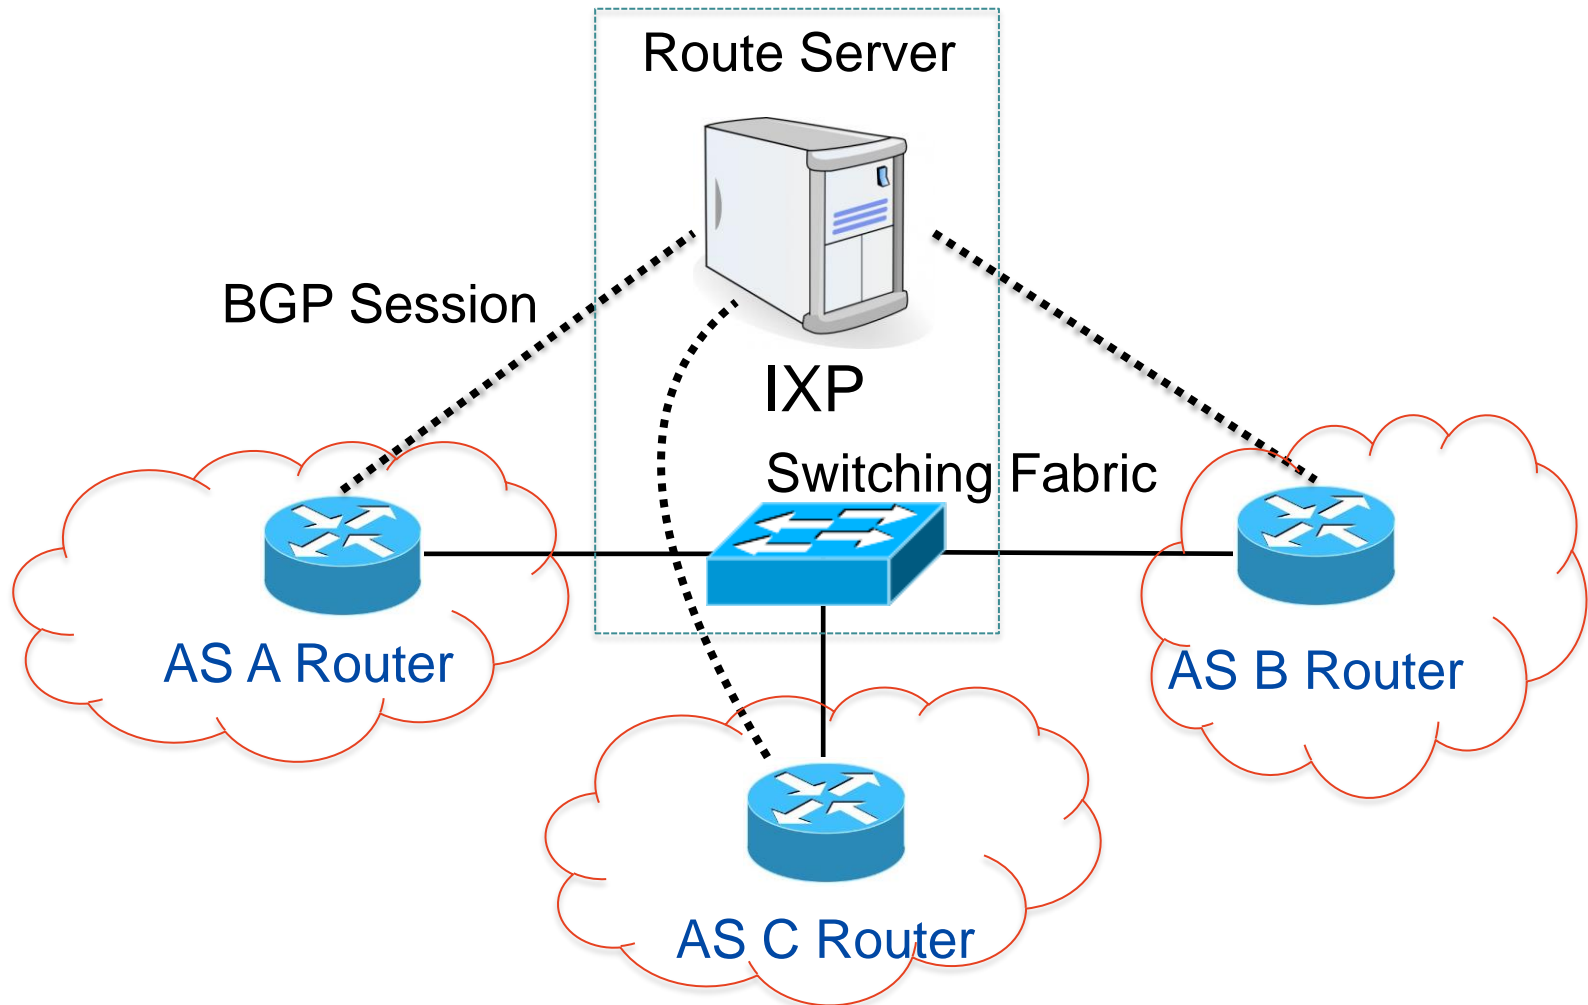 Route Server
BGP Session
IXP
Switching Fabric
AS A Router
AS B Router
AS C Router